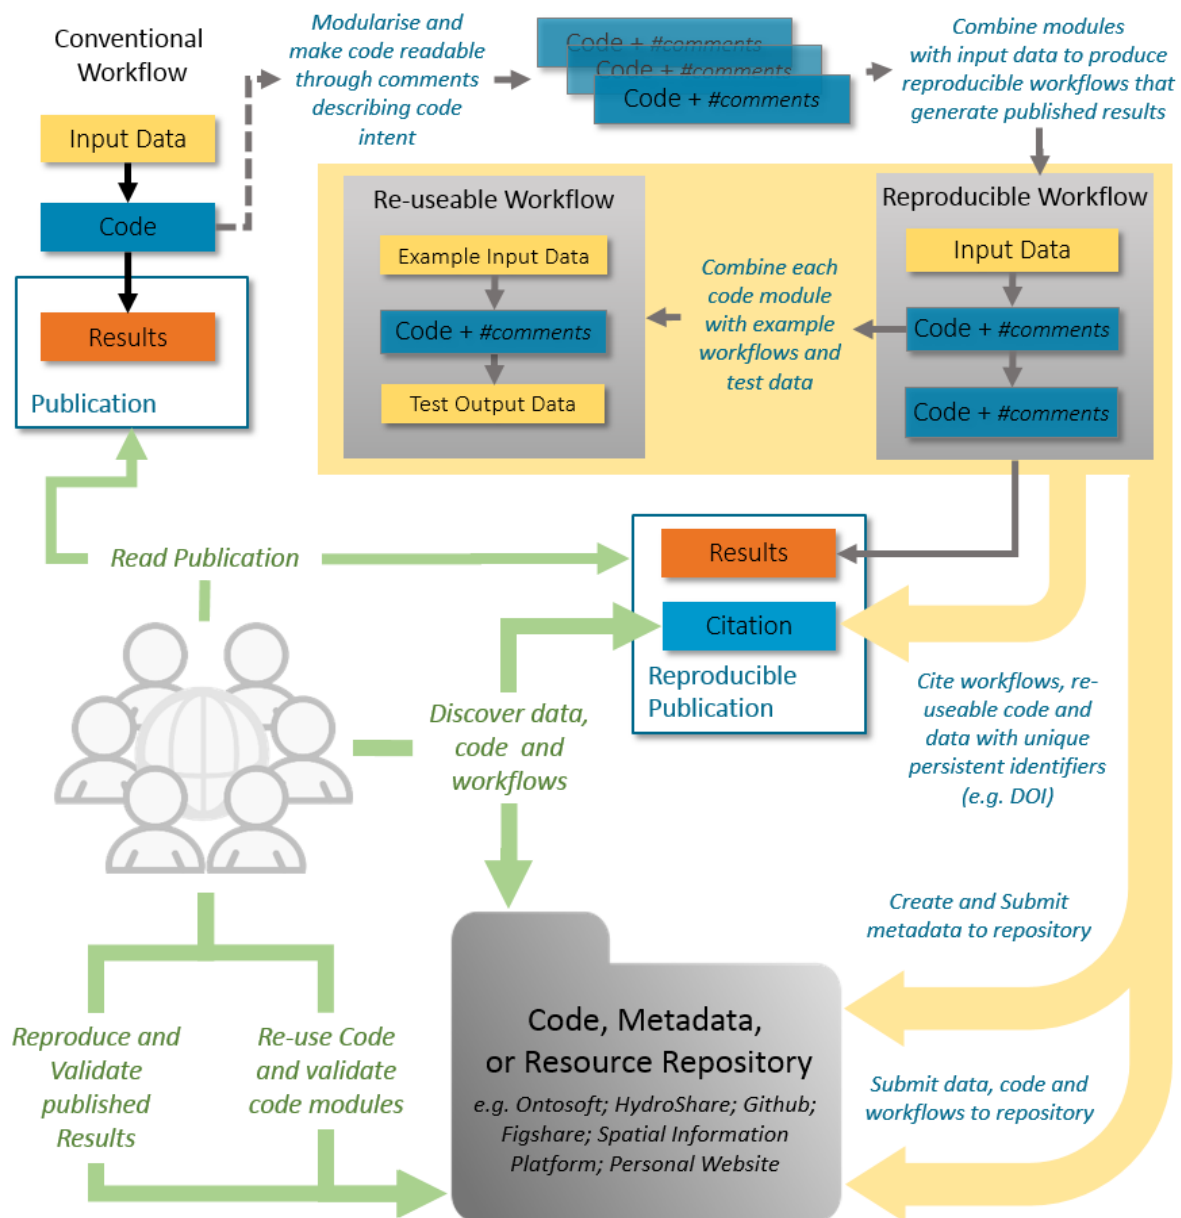 Conventional
Workflow
Input Data
Code
Results
Publication
Modularise and
make code readable
through comments
describing code
intent
Code + #comments
Code + #comments
Code + #comments
Combine modules
with input data to produce
reproducible workflows that
generate published results
Re-useable Workflow
Example Input Data
Code + #comments
Test Output Data
Combine each
code module
with example
workflows and
test data
Reproducible Workflow
Input Data
Code + #comments
Code + #comments
Read Publication
Results
Citation
Reproducible
Publication
Discover data,
code and
workflows
Cite workflows, re-
useable code and
data with unique
persistent identifiers
(e.g. DOI)
Create and Submit
metadata to repository
Submit data, code and
workflows to repository
Reproduce and
Validate
published
Results
Re-use Code
and validate
code modules
Code, Metadata,
or Resource Repository
e.g. Ontosoft; HydroShare; Github;
Figshare; Spatial Information
Platform; Personal Website